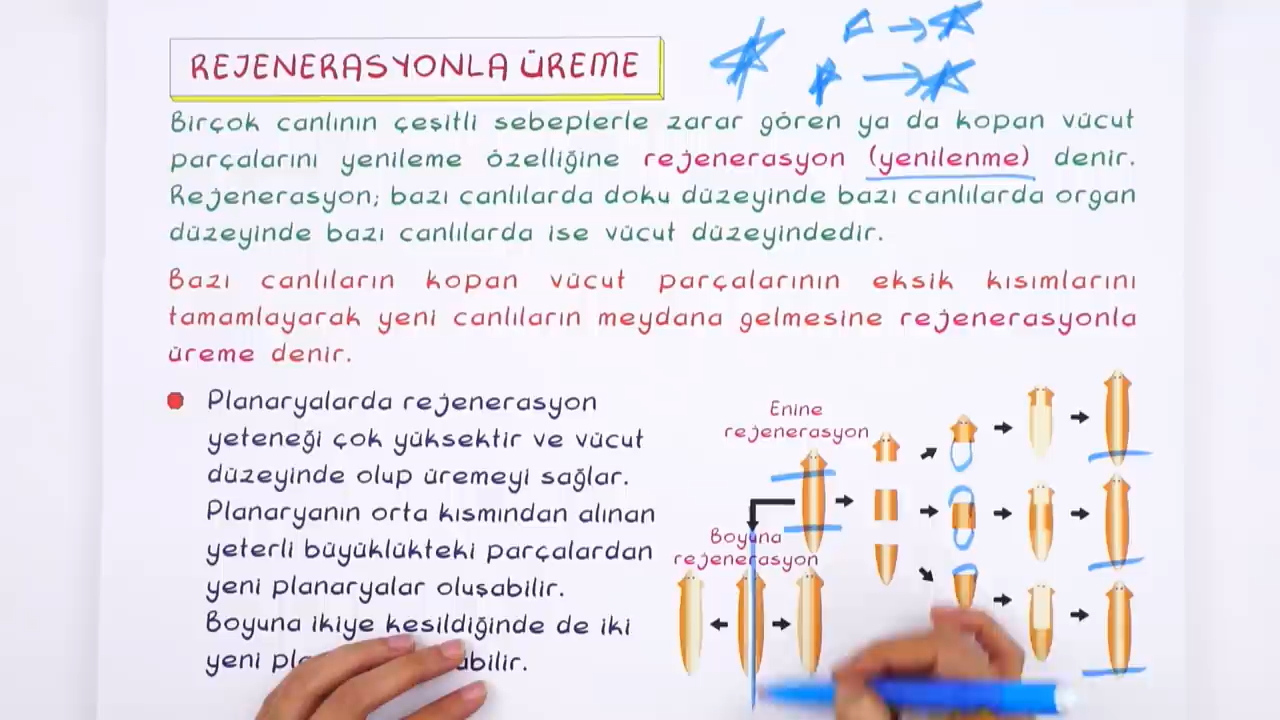 REJENERASYONLA ÜREME
Birçok canlının çeşitli sebeplerle zarar gören ya da kopan vücut
parçalarını yenileme özelliğine rejenerasyon (yenilenme) denir.
Rejenerasyon; bazı canlılarda doku düzeyinde bazı canlılarda organ
düzeyinde bazı canlılarda ise vücut düzeyindedir.
Bazı canlıların kopan vücut parçalarının eksik kısımlarını
tamamlayarak yeni canlıların meydana gelmesine rejenerasyonla
üreme denir.
Planaryalarda rejenerasyon
yeteneği çok yüksektir ve vücut
düzeyinde olup üremeyi sağlar.
Planaryanın orta kısmından alınan
yeterli büyüklükteki parçalardan
yeni planaryalar oluşabilir.
Boyuna ikiye kesildiğinde de iki
yeni
Enine
rejenerasyon
Boyuna
rejenerasyon